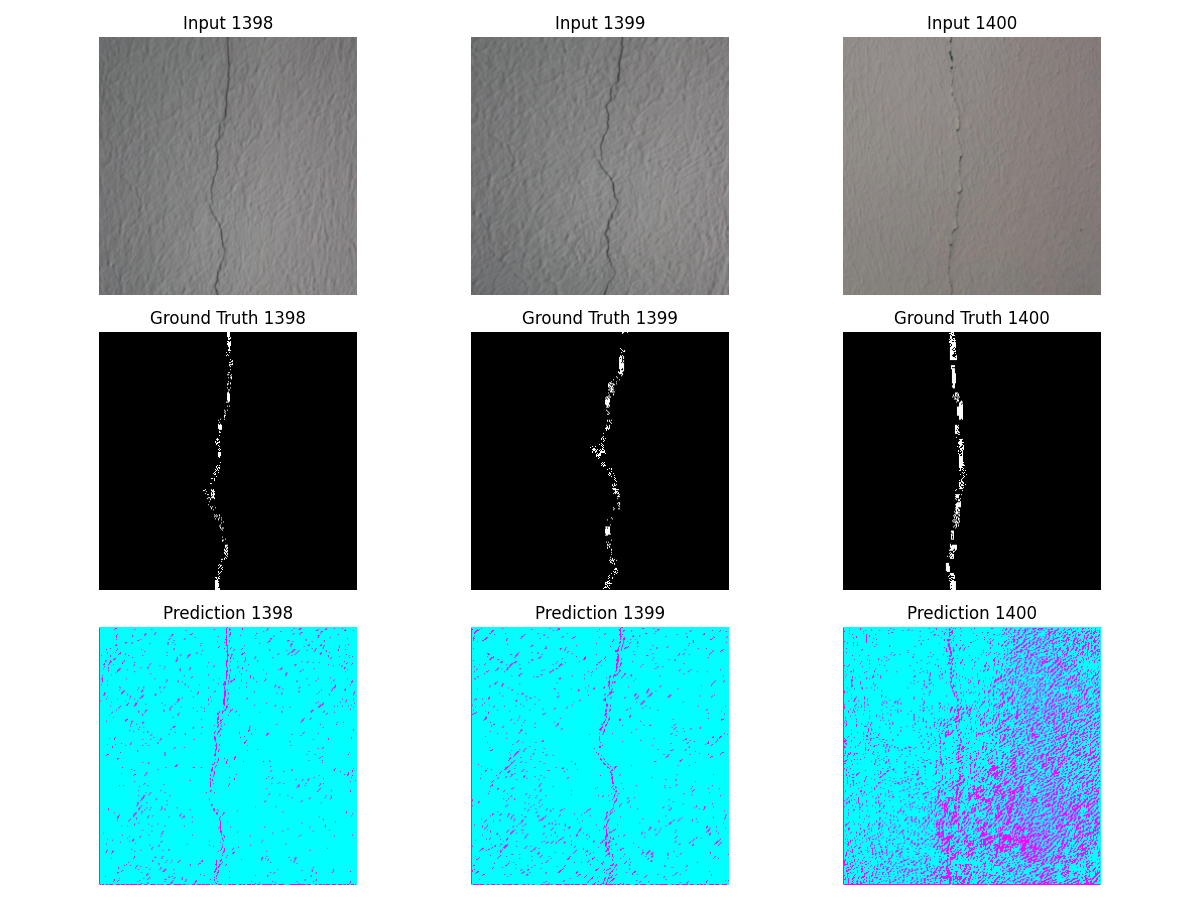 Input 1398
Input 1399
Input 1400
Ground Truth 1398
Ground Truth 1399
Ground Truth 1400
Prediction 1398
Prediction 1399
Prediction 1400